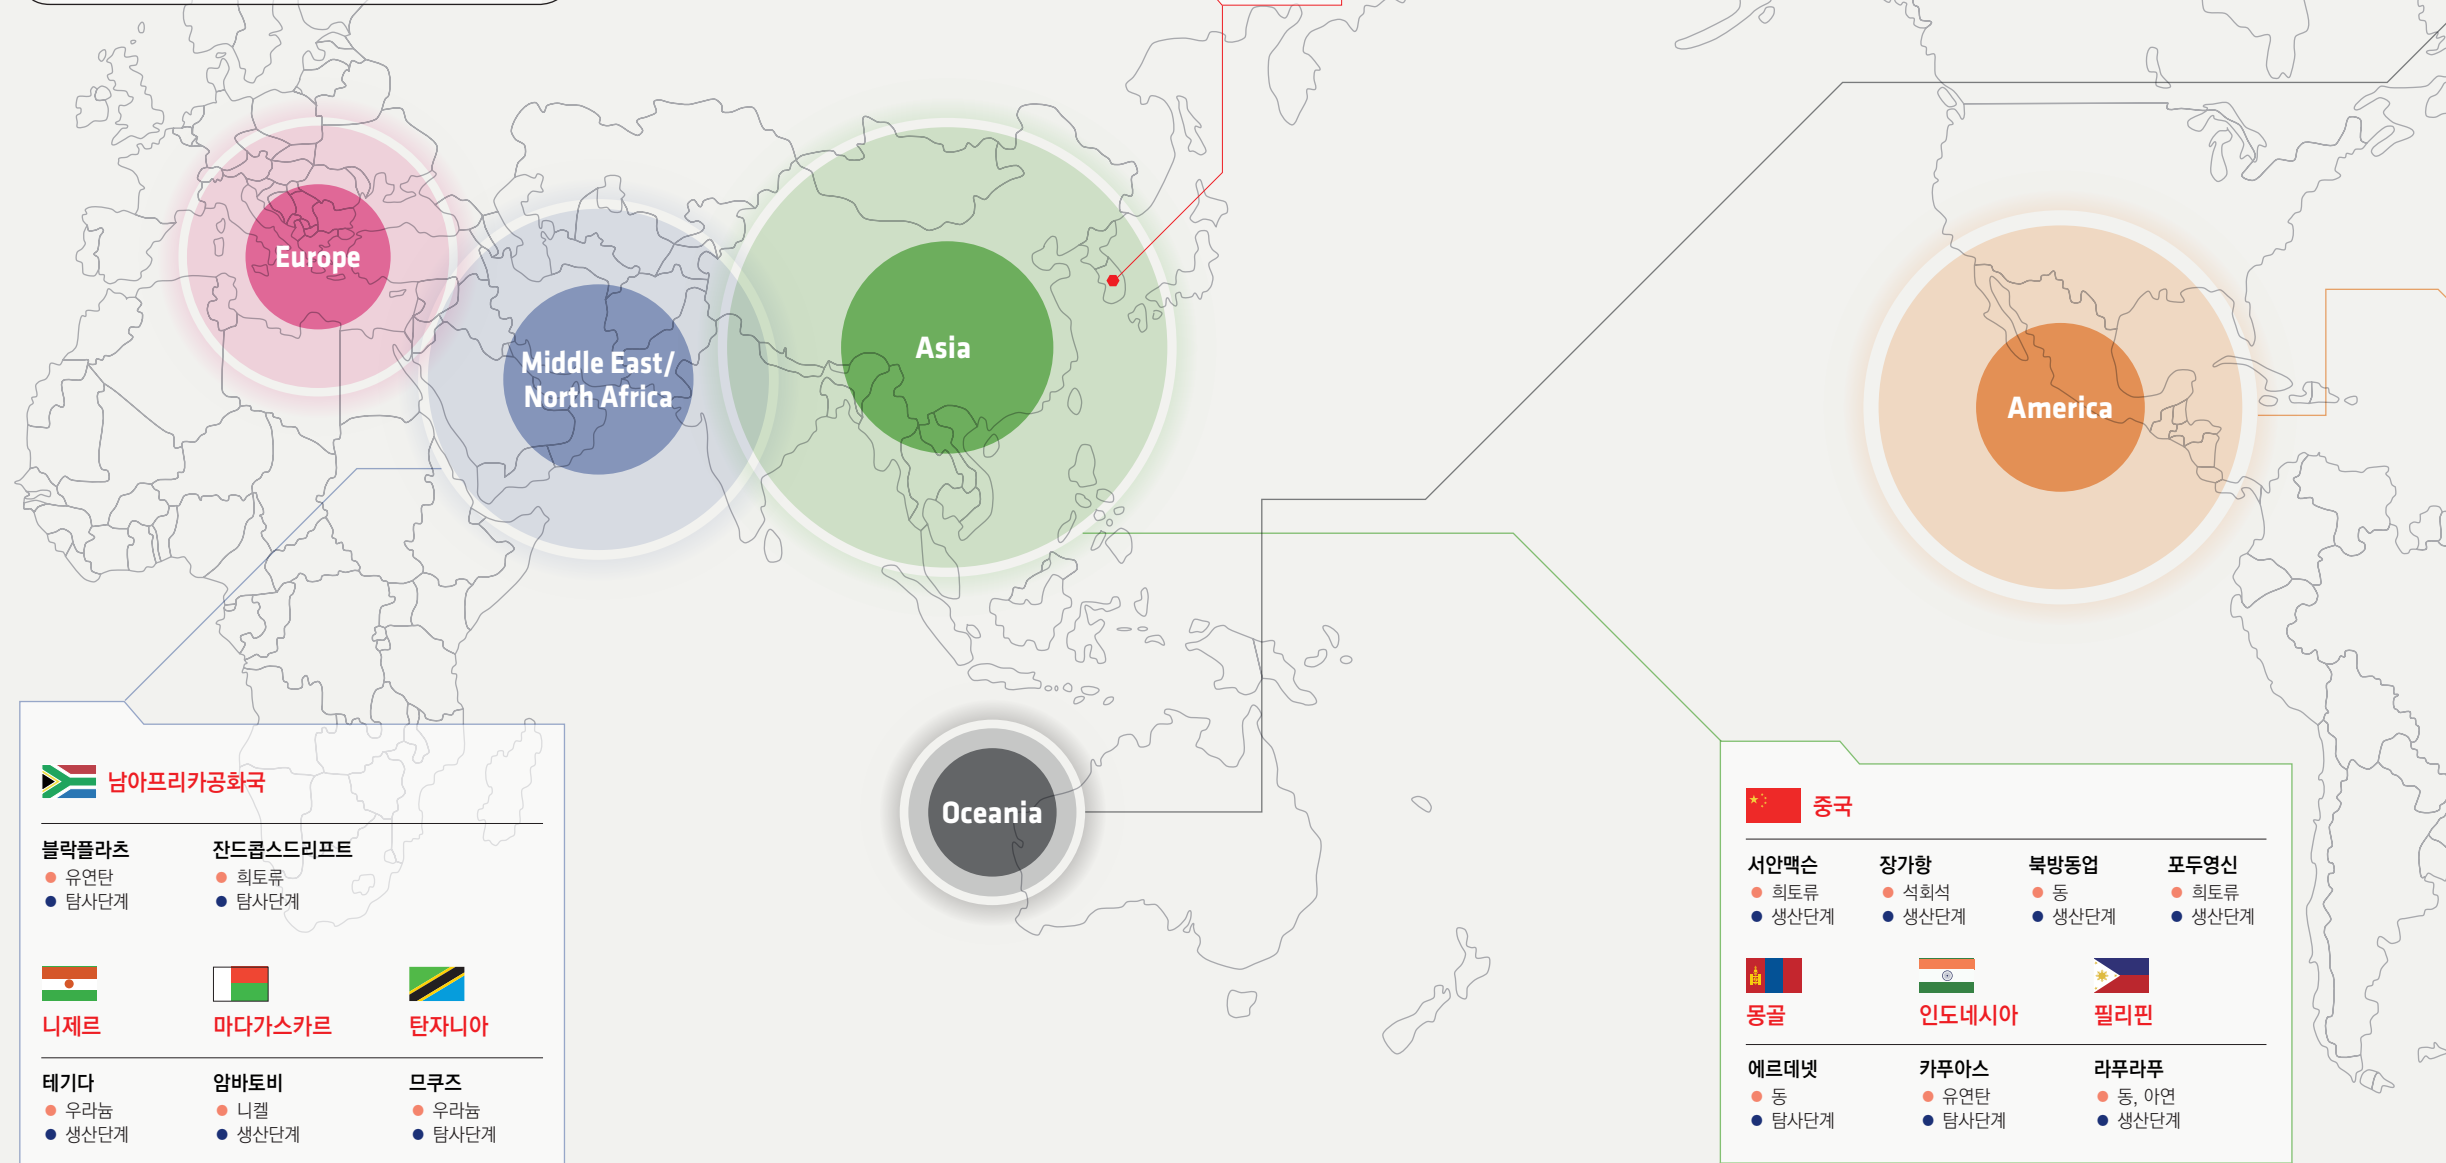 Europe
Middle East/
North Africa
Asia
America
Oceania
남아프리카공화국
블락플라츠
유연탄
탐사단계
잔드콥스드리프트
희토류
탐사단계
니제르
마다가스카르
탄자니아
테기다
우라늄
생산단계
암바토비
니켈
생산단계
므쿠즈
우라늄
탐사단계
중국
서안맥슨
희토류
생산단계
장가항
석회석
생산단계
북방동업
동
생산단계
포두영신
희토류
생산단계
몽골
인도네시아
필리핀
에르데넷
동
탐사단계
카푸아스
유연탄
탐사단계
라푸라푸
동, 아연
생산단계